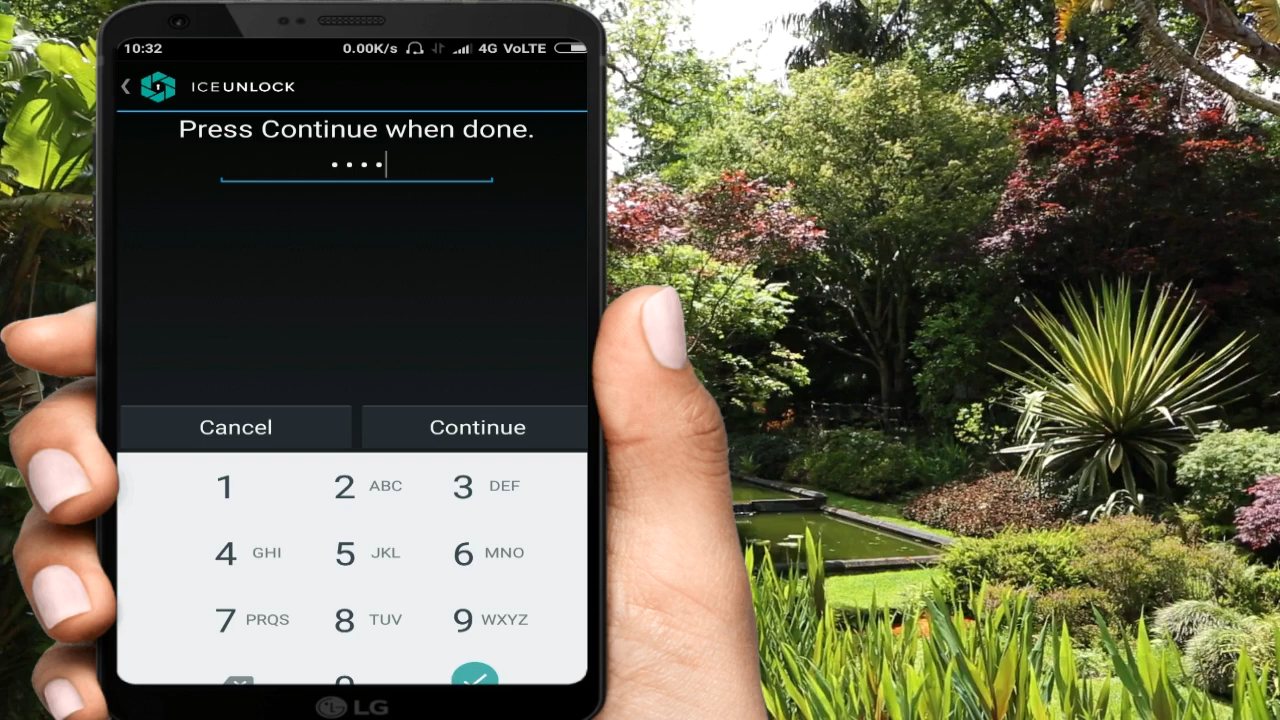 10:32 0.00K/s 4G VoLTE
ICEUNLOCK
Press Continue when done.
••••
Cancel Continue
1 2 ABC 3 DEF
4 GHI 5 JKL 6 MNO
7 PRQS 8 TUV 9 WXYZ
LG